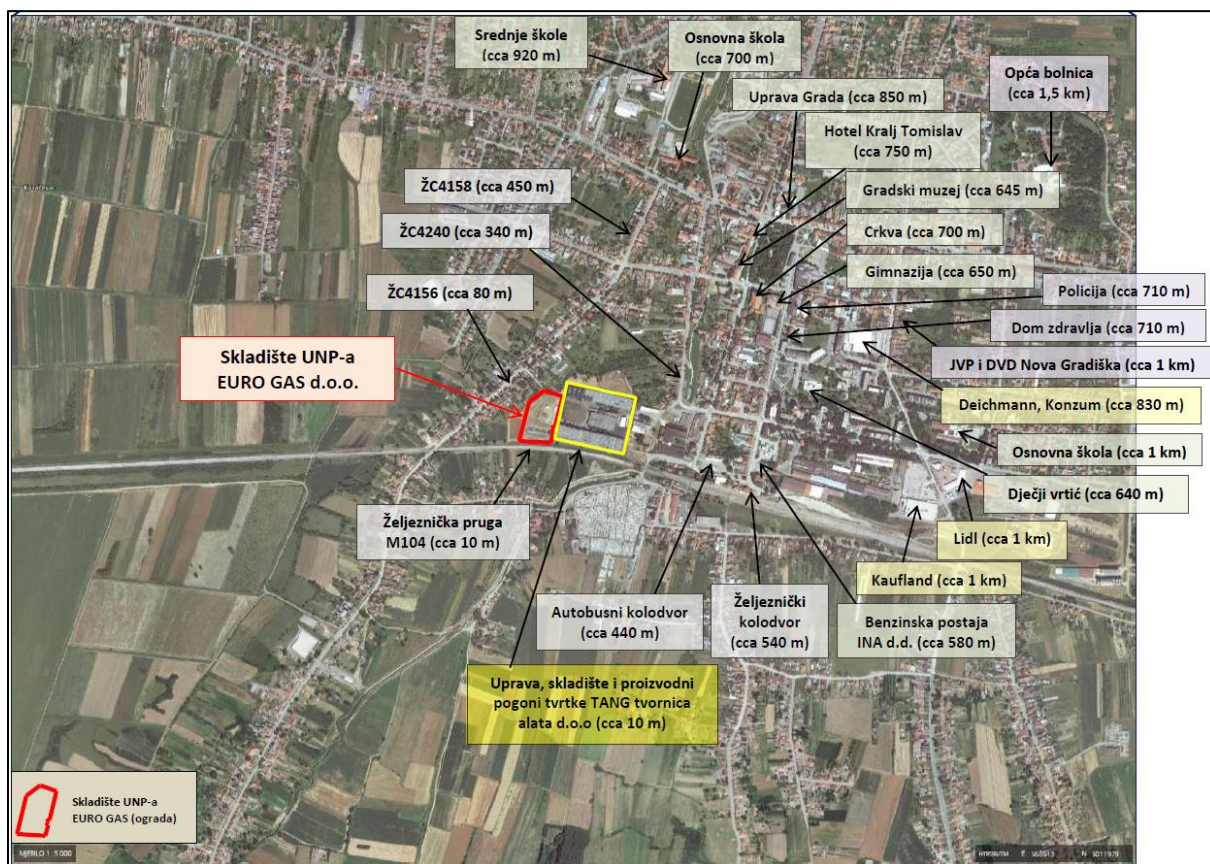 Srednje škole
(cca 920 m)
Osnovna škola
(cca 700 m)
Opća bolnica
(cca 1,5 km)
Uprava Grada (cca 850 m)
Hotel Kralj Tomislav
(cca 750 m)
ŽC4158 (cca 450 m)
Gradski muzej (cca 645 m)
ŽC4240 (cca 340 m)
Crkva (cca 700 m)
Gimnazija (cca 650 m)
ŽC4156 (cca 80 m)
Policija (cca 710 m)
Dom zdravlja (cca 710 m)
Skladište UNP-a
EURO GAS d.o.o.
JVP i DVD Nova Gradiška (cca 1 km)
Deichmann, Konzum (cca 830 m)
Osnovna škola (cca 1 km)
Dječji vrtić (cca 640 m)
Željeznička pruga
M104 (cca 10 m)
Lidl (cca 1 km)
Kaufland (cca 1 km)
Autobusni kolodvor
(cca 440 m)
Željeznički
kolodvor
(cca 540 m)
Benzinska postaja
INA d.d. (cca 580 m)
Uprava, skladište i proizvodni
pogoni tvrtke TANG tvornica
alata d.o.o (cca 10 m)
Skladište UNP-a
EURO GAS (ograda)
MJERILO 1 : 5.000